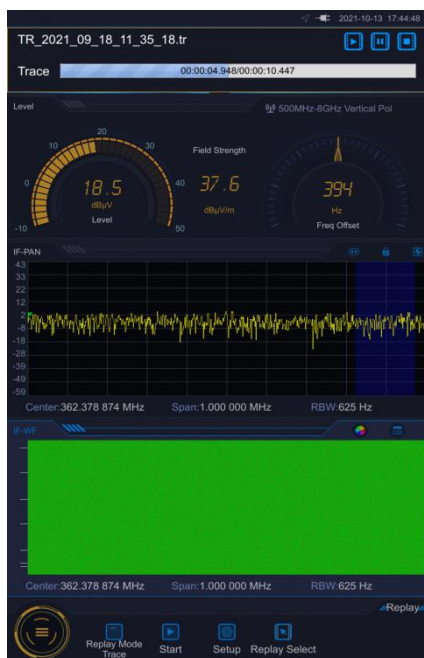 2021-10-13 17:44:48
TR_2021_09_18_11_35_18.tr
Trace 00:00:04.948/00:00:10.447
Level 500MHz-8GHz Vertical Pol
20
10 30
Field Strength
0 40
18.5 37.6 394
dBμV dBμV/m Hz
Level Freq Offset
-10 50
IF-PAN
43
33
22
12
2
-8
-18
-28
-39
-49
-59
Center:362.378 874 MHz Span:1.000 000 MHz RBW:625 Hz
IF-WF
Center:362.378 874 MHz Span:1.000 000 MHz RBW:625 Hz
Replay
Replay Mode Start Setup Replay Select
Trace